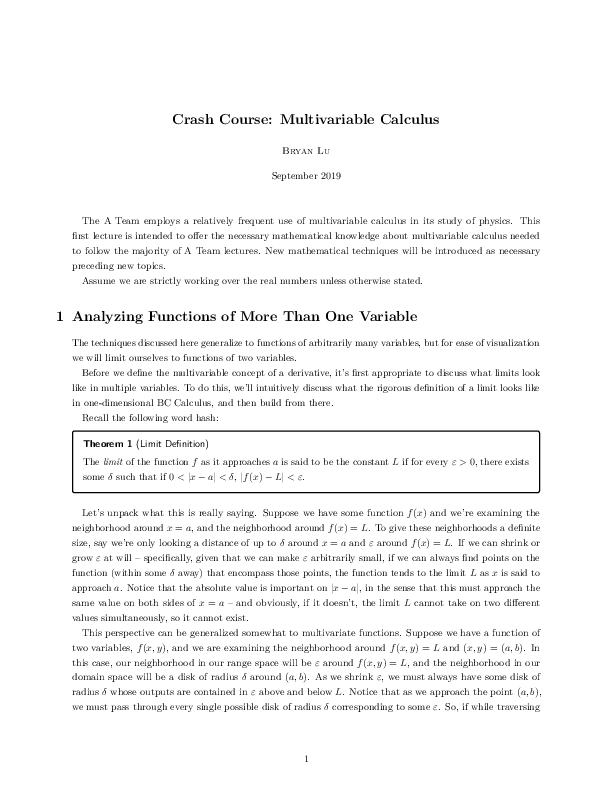 Crash Course: Multivariable Calculus
Bryan Lu
September 2019
The A Team employs a relatively frequent use of multivariable calculus in its study of physics. This
first lecture is intended to offer the necessary mathematical knowledge about multivariable calculus needed
to follow the majority of A Team lectures. New mathematical techniques will be introduced as necessary
preceding new topics.
Assume we are strictly working over the real numbers unless otherwise stated.
1 Analyzing Functions of More Than One Variable
The techniques discussed here generalize to functions of arbitrarily many variables, but for ease of visualization
we will limit ourselves to functions of two variables.
Before we define the multivariable concept of a derivative, it's first appropriate to discuss what limits look
like in multiple variables. To do this, we'll intuitively discuss what the rigorous definition of a limit looks like
in one-dimensional BC Calculus, and then build from there.
Recall the following word hash:
Theorem 1 (Limit Definition)
The limit of the function f as it approaches a is said to be the constant L if for every ε > 0, there exists
some δ such that if 0 < |x − a| < δ, |f(x) − L| < ε.
Let's unpack what this is really saying. Suppose we have some function f(x) and we're examining the
neighborhood around x = a, and the neighborhood around f(x) = L. To give these neighborhoods a definite
size, say we're only looking a distance of up to δ around x = a and ε around f(x) = L. If we can shrink or
grow ε at will – specifically, given that we can make ε arbitrarily small, if we can always find points on the
function (within some δ away) that encompass those points, the function tends to the limit L as x is said to
approach a. Notice that the absolute value is important on |x − a|, in the sense that this must approach the
same value on both sides of x = a – and obviously, if it doesn't, the limit L cannot take on two different
values simultaneously, so it cannot exist.
This perspective can be generalized somewhat to multivariate functions. Suppose we have a function of
two variables, f(x, y), and we are examining the neighborhood around f(x, y) = L and (x, y) = (a, b). In
this case, our neighborhood in our range space will be ε around f(x, y) = L, and the neighborhood in our
domain space will be a disk of radius δ around (a, b). As we shrink ε, we must always have some disk of
radius δ whose outputs are contained in ε above and below L. Notice that as we approach the point (a, b),
we must pass through every single possible disk of radius δ corresponding to some ε. So, if while traversing
1